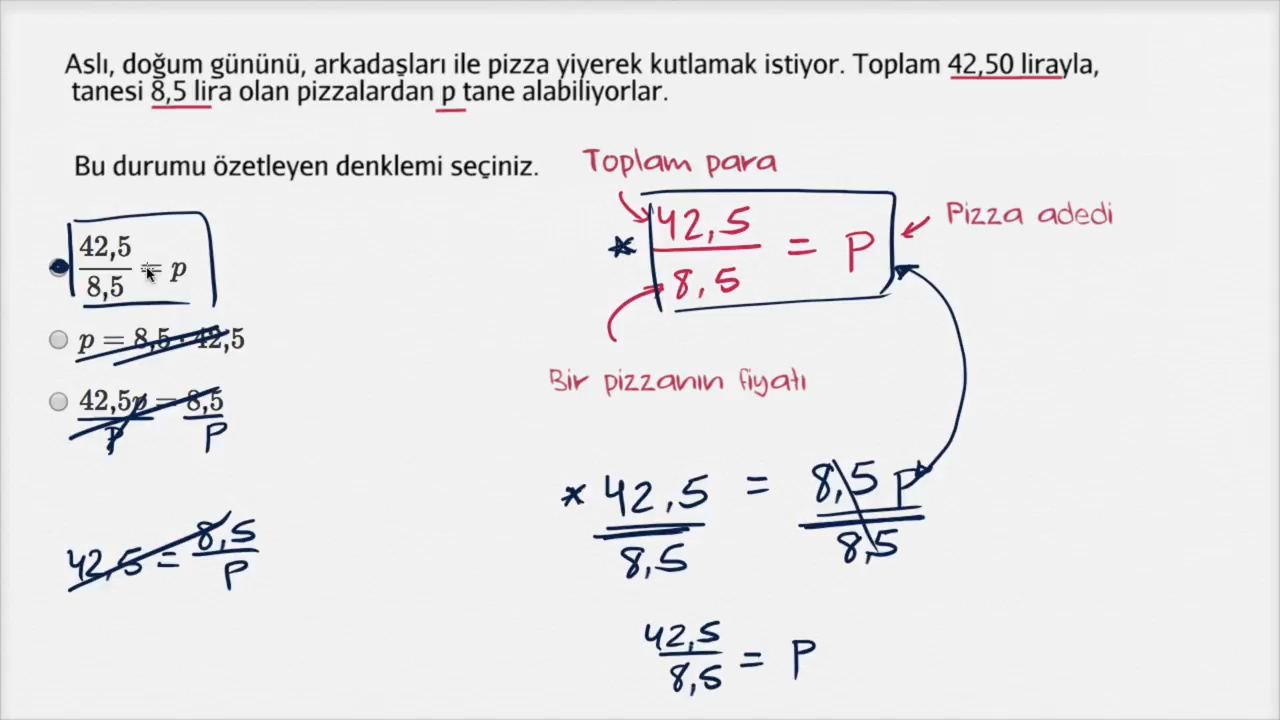 Aslı, doğum gününü, arkadaşları ile pizza yiyerek kutlamak istiyor. Toplam 42,50 lirayla,
tanesi 8,5 lira olan pizzalardan p tane alabiliyorlar.
Bu durumu özetleyen denklemi seçiniz.
42,5/8,5 = p
p = 8,5 · 42,5
42,5p = 8,5
p p
42,5 = 8,5/p
Toplam para
42,5/8,5 = P
Pizza adedi
Bir pizzanın fiyatı
* 42,5/8,5 = 8,5 P/8,5
42,5/8,5 = P